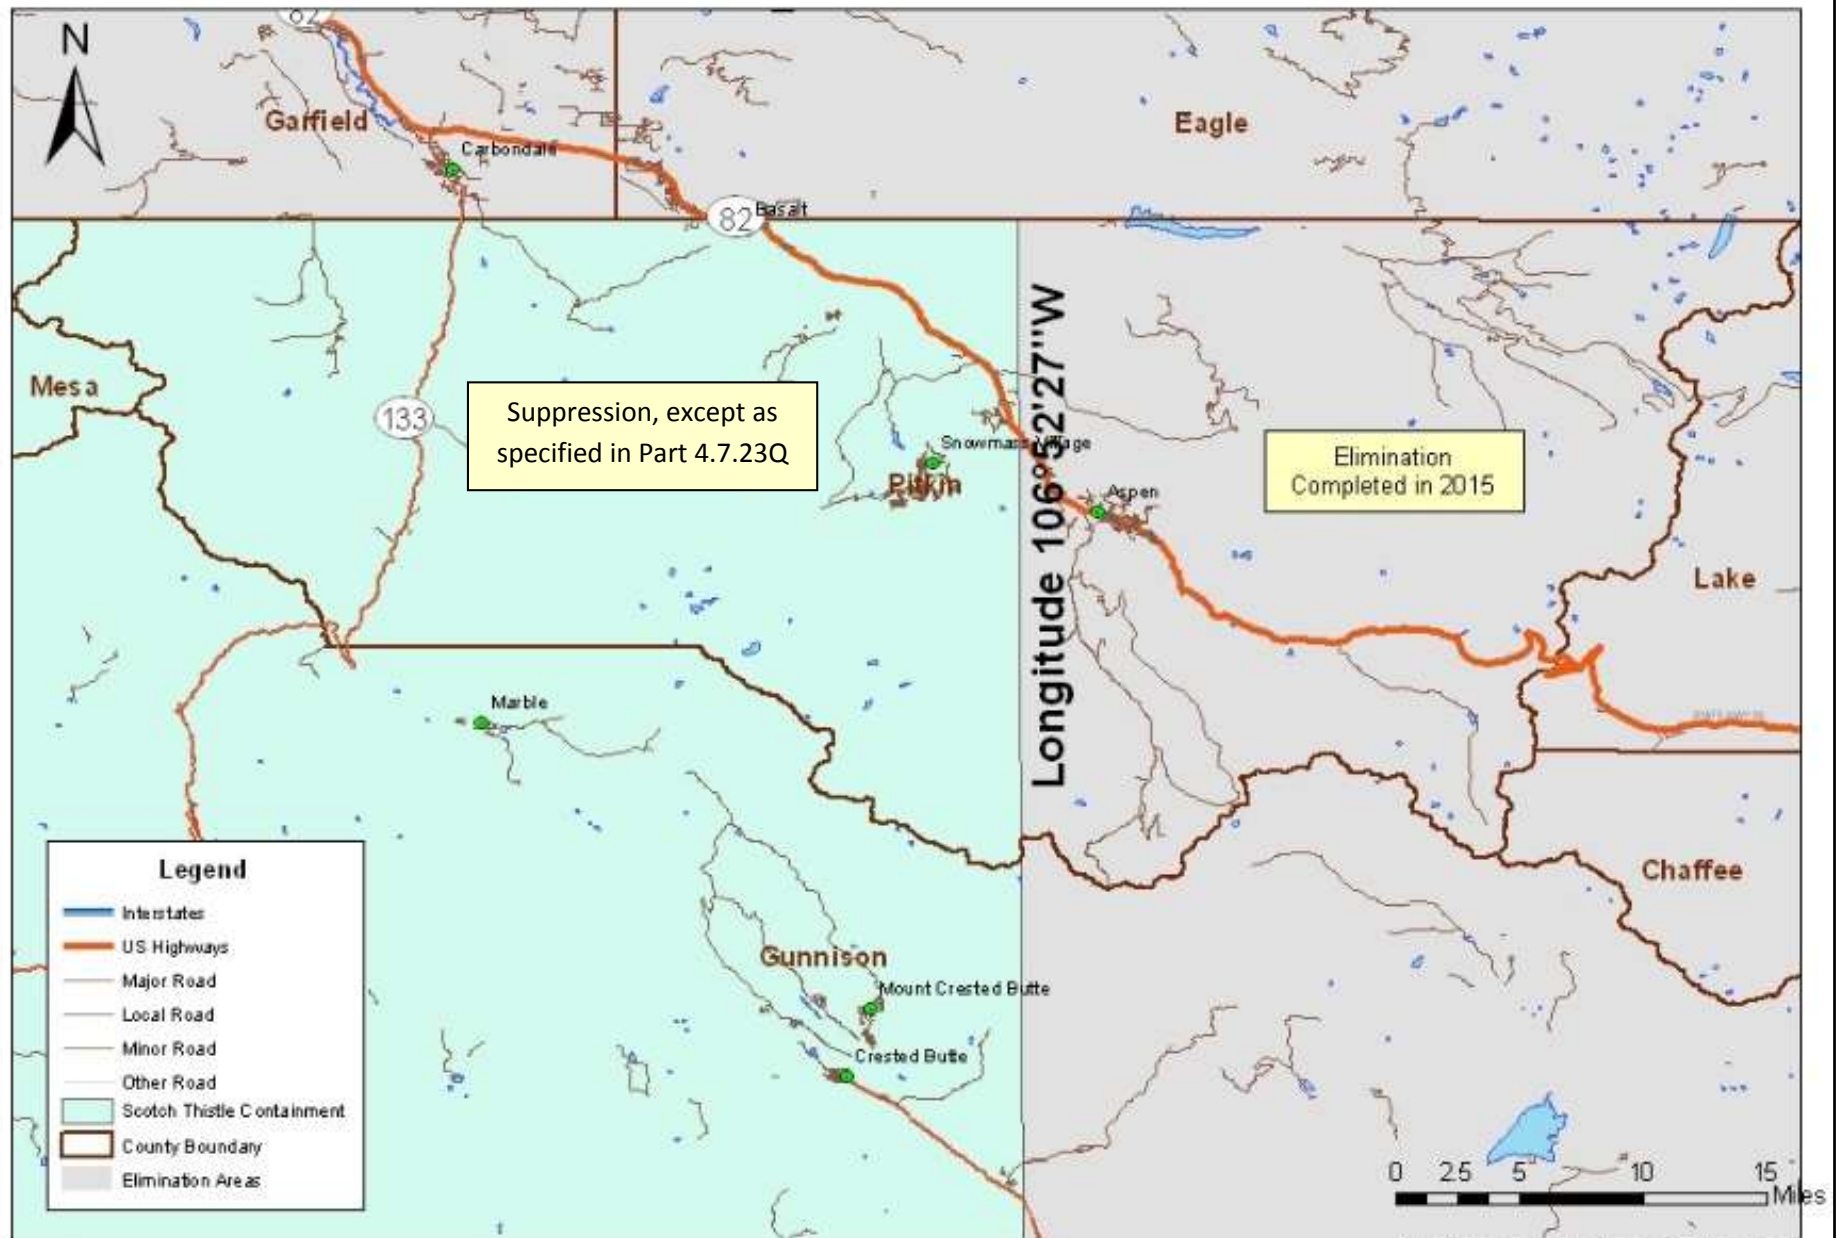 82
N
Garfield
Eagle
Carbondale
82
Basalt
Mesa
133
Suppression, except as
specified in Part 4.7.23Q
Snowmass Village
Pitkin
Longitude 106°52'27"W
Elimination
Completed in 2015
Aspen
Lake
Marble
Chaffee
Gunnison
Mount Crested Butte
Crested Butte
Legend
Interstates
US Highways
Major Road
Local Road
Minor Road
Other Road
Scotch Thistle Containment
County Boundary
Elimination Areas
0 2.5 5 10 15
Miles